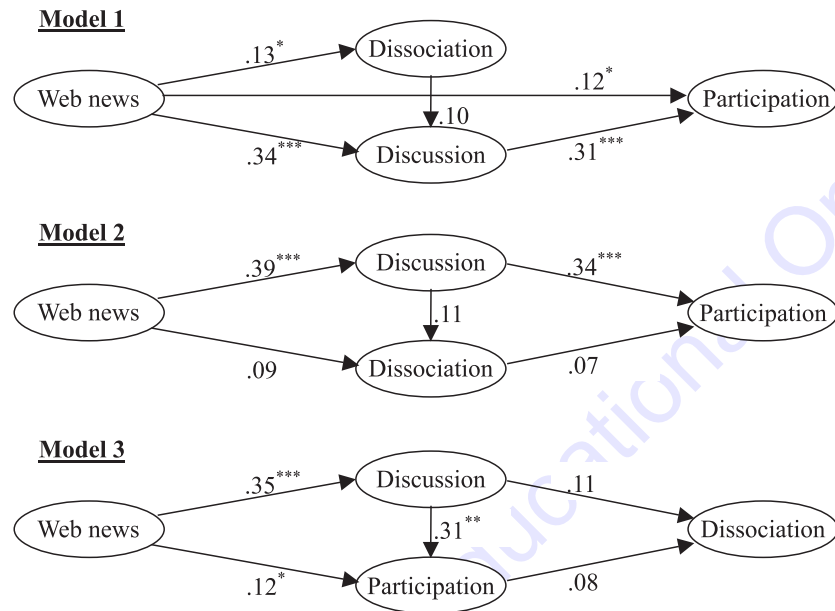 Model 1
Dissociation
.13*
Web news
.12*
Participation
.10
.34***
Discussion
.31***
Model 2
.39***
Discussion
.34***
Web news
.11
Participation
.09
Dissociation
.07
Model 3
.35***
Discussion
.11
Web news
.31**
Dissociation
.12*
Participation
.08